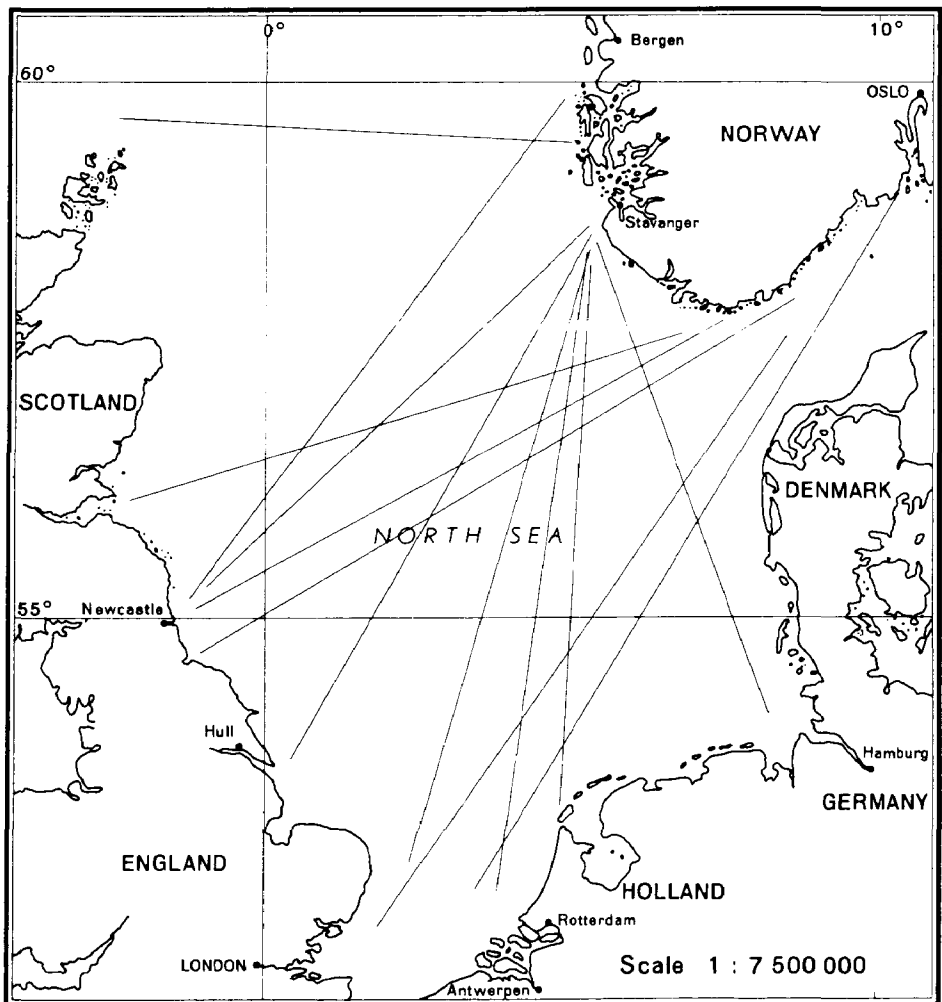 0°
10°
Bergen
60°
OSLO
NORWAY
Stavanger
SCOTLAND
DENMARK
NORTH SEA
55°
Newcastle
Hull
Hamburg
GERMANY
ENGLAND
HOLLAND
Rotterdam
LONDON
Scale 1 : 7 500 000
Antwerpen